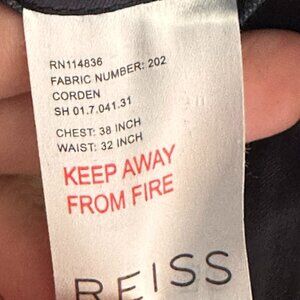 RN114836
FABRIC NUMBER: 202
CORDEN
SH 01.7.041.31
CHEST: 38 INCH
WAIST: 32 INCH
KEEP AWAY
FROM FIRE
REISS